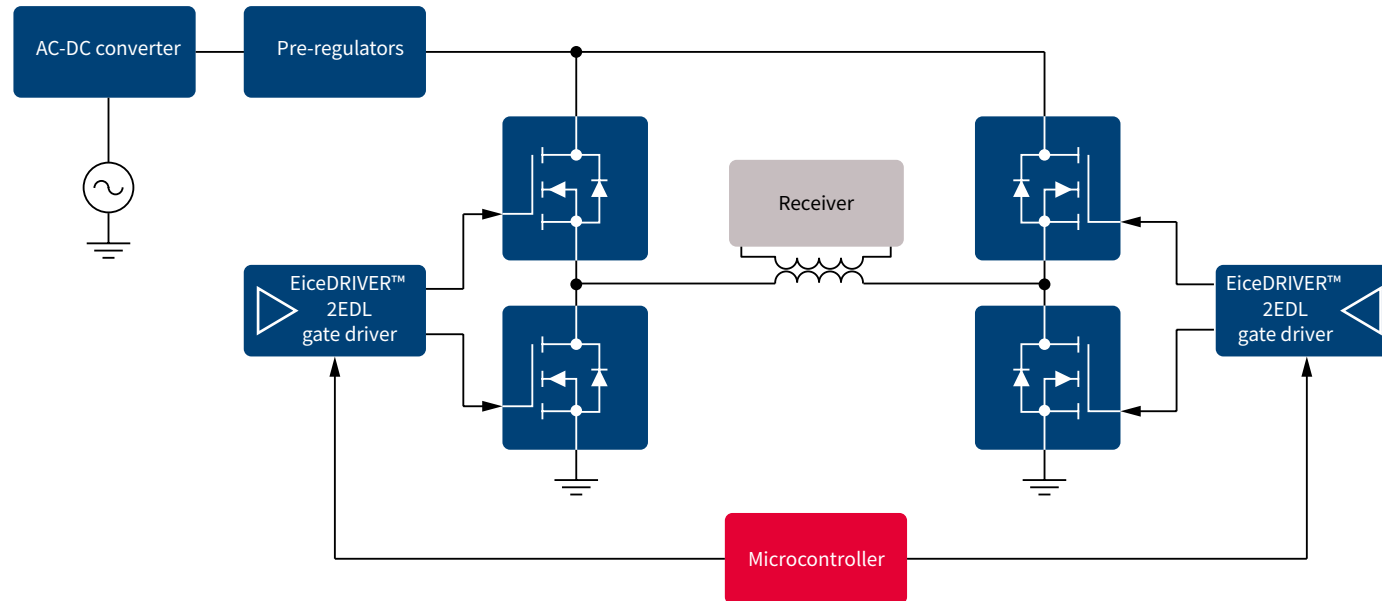 AC-DC converter
Pre-regulators
Receiver
EiceDRIVER™
2EDL
gate driver
EiceDRIVER™
2EDL
gate driver
Microcontroller